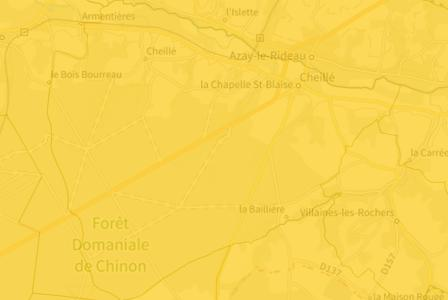 Armentières
l'Islette
Cheillé
Azay-le-Rideau
le Bois Bourreau
la Chapelle St-Blaise
Cheillé
la Carrée
la Baillière
Villaines-les-Rochers
Forêt
Domaniale
de Chinon
D137
D157
la Maison Rouge